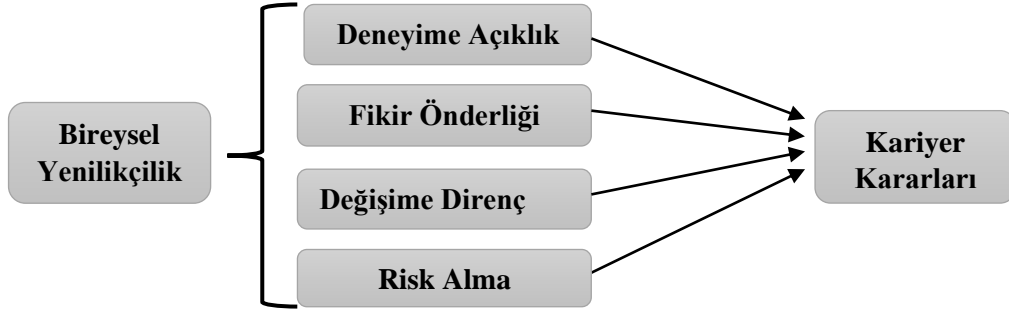 Bireysel
Yenilikçilik
Deneyime Açıklık
Fikir Önderliği
Değişime Direnç
Risk Alma
Kariyer
Kararları